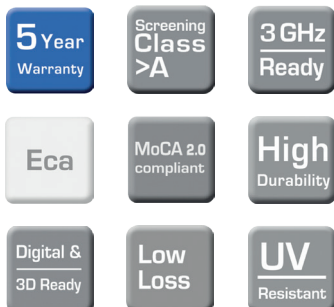 5 Year
Warranty
Screening
Class
>A
3 GHz
Ready
Eca
MoCA 2.0
compliant
High
Durability
Digital &
3D Ready
Low
Loss
UV
Resistant